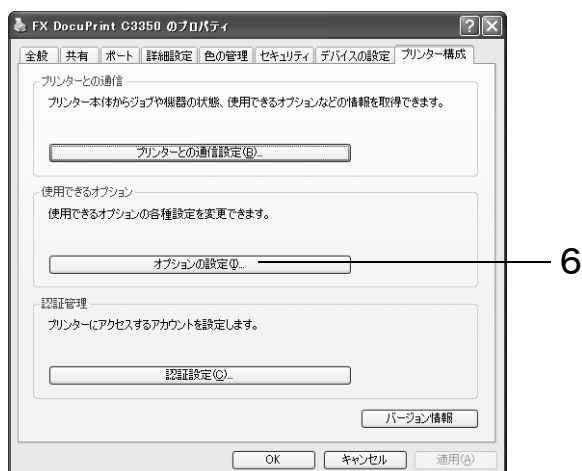 FX DocuPrint C3350 のプロパティ
全般 共有 ポート 詳細設定 色の管理 セキュリティ デバイスの設定 プリンター構成
プリンターとの通信
プリンター本体からジョブや機器の状態、使用できるオプションなどの情報を取得できます。
プリンターとの通信設定(B)...
使用できるオプション
使用できるオプションの各種設定を変更できます。
オプションの設定(I)...
6
認証管理
プリンターにアクセスするアカウントを設定します。
認証設定(C)...
バージョン情報
OK キャンセル 適用(A)